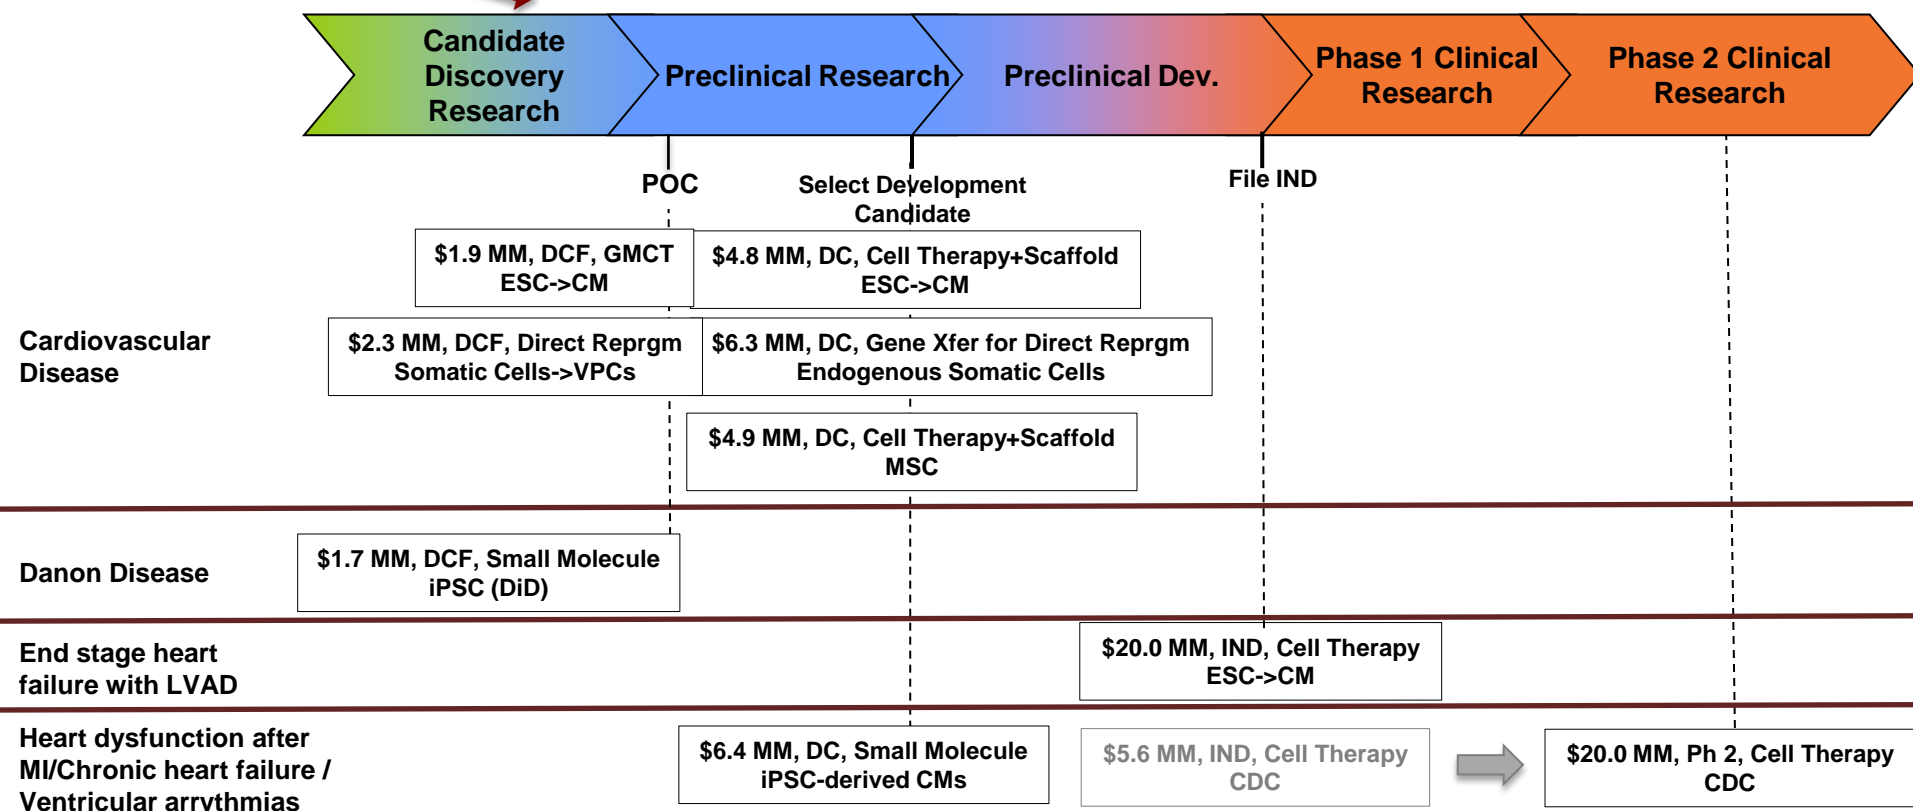 Candidate
Discovery
Research
Preclinical Research
Preclinical Dev.
Phase 1 Clinical
Research
Phase 2 Clinical
Research
POC
Select Development
Candidate
File IND
Cardiovascular
Disease
$1.9 MM, DCF, GMCT
ESC->CM
$4.8 MM, DC, Cell Therapy+Scaffold
ESC->CM
$2.3 MM, DCF, Direct Reprgm
Somatic Cells->VPCs
$6.3 MM, DC, Gene Xfer for Direct Reprgm
Endogenous Somatic Cells
$4.9 MM, DC, Cell Therapy+Scaffold
MSC
Danon Disease
$1.7 MM, DCF, Small Molecule
iPSC (DiD)
End stage heart
failure with LVAD
$20.0 MM, IND, Cell Therapy
ESC->CM
Heart dysfunction after
MI/Chronic heart failure /
Ventricular arrythmias
$6.4 MM, DC, Small Molecule
iPSC-derived CMs
$5.6 MM, IND, Cell Therapy
CDC
$20.0 MM, Ph 2, Cell Therapy
CDC